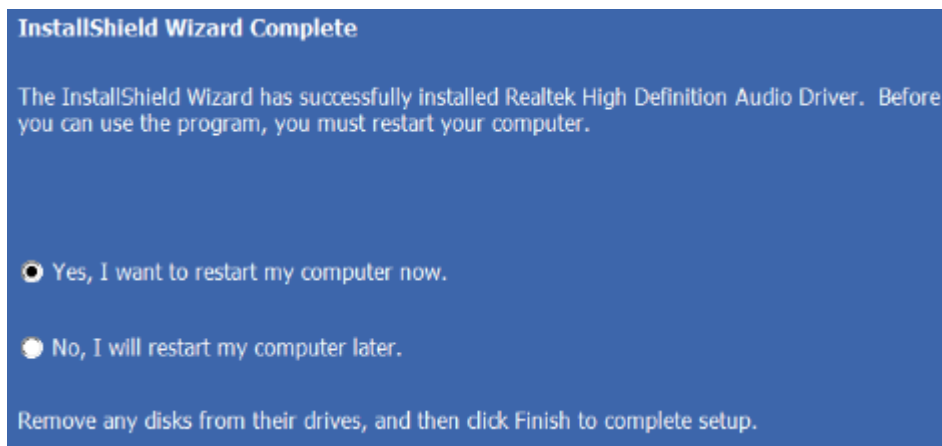 InstallShield Wizard Complete
The InstallShield Wizard has successfully installed Realtek High Definition Audio Driver. Before
you can use the program, you must restart your computer.
Yes, I want to restart my computer now.
No, I will restart my computer later.
Remove any disks from their drives, and then click Finish to complete setup.